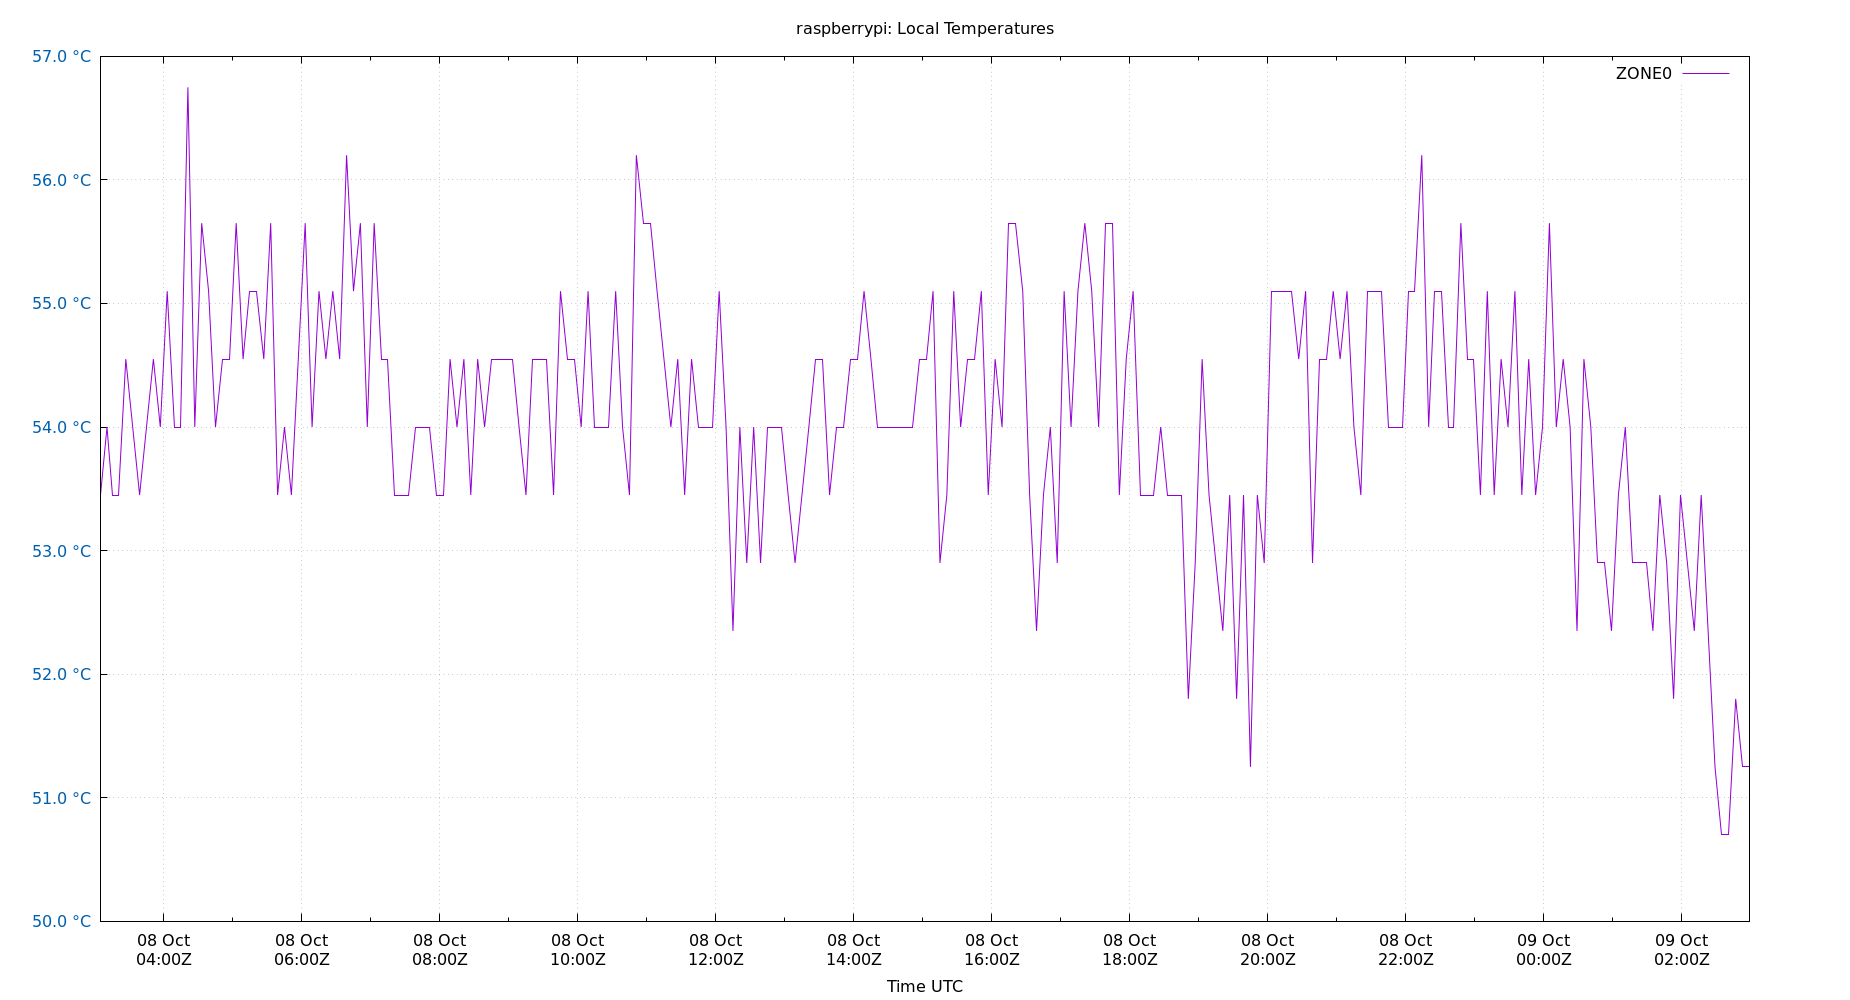 raspberrypi: Local Temperatures
57.0 °C
ZONE0
56.0 °C
55.0 °C
54.0 °C
53.0 °C
52.0 °C
51.0 °C
50.0 °C
08 Oct 08 Oct 08 Oct 08 Oct 08 Oct 08 Oct 08 Oct 08 Oct 08 Oct 08 Oct 09 Oct 09 Oct
04:00Z 06:00Z 08:00Z 10:00Z 12:00Z 14:00Z 16:00Z 18:00Z 20:00Z 22:00Z 00:00Z 02:00Z
Time UTC